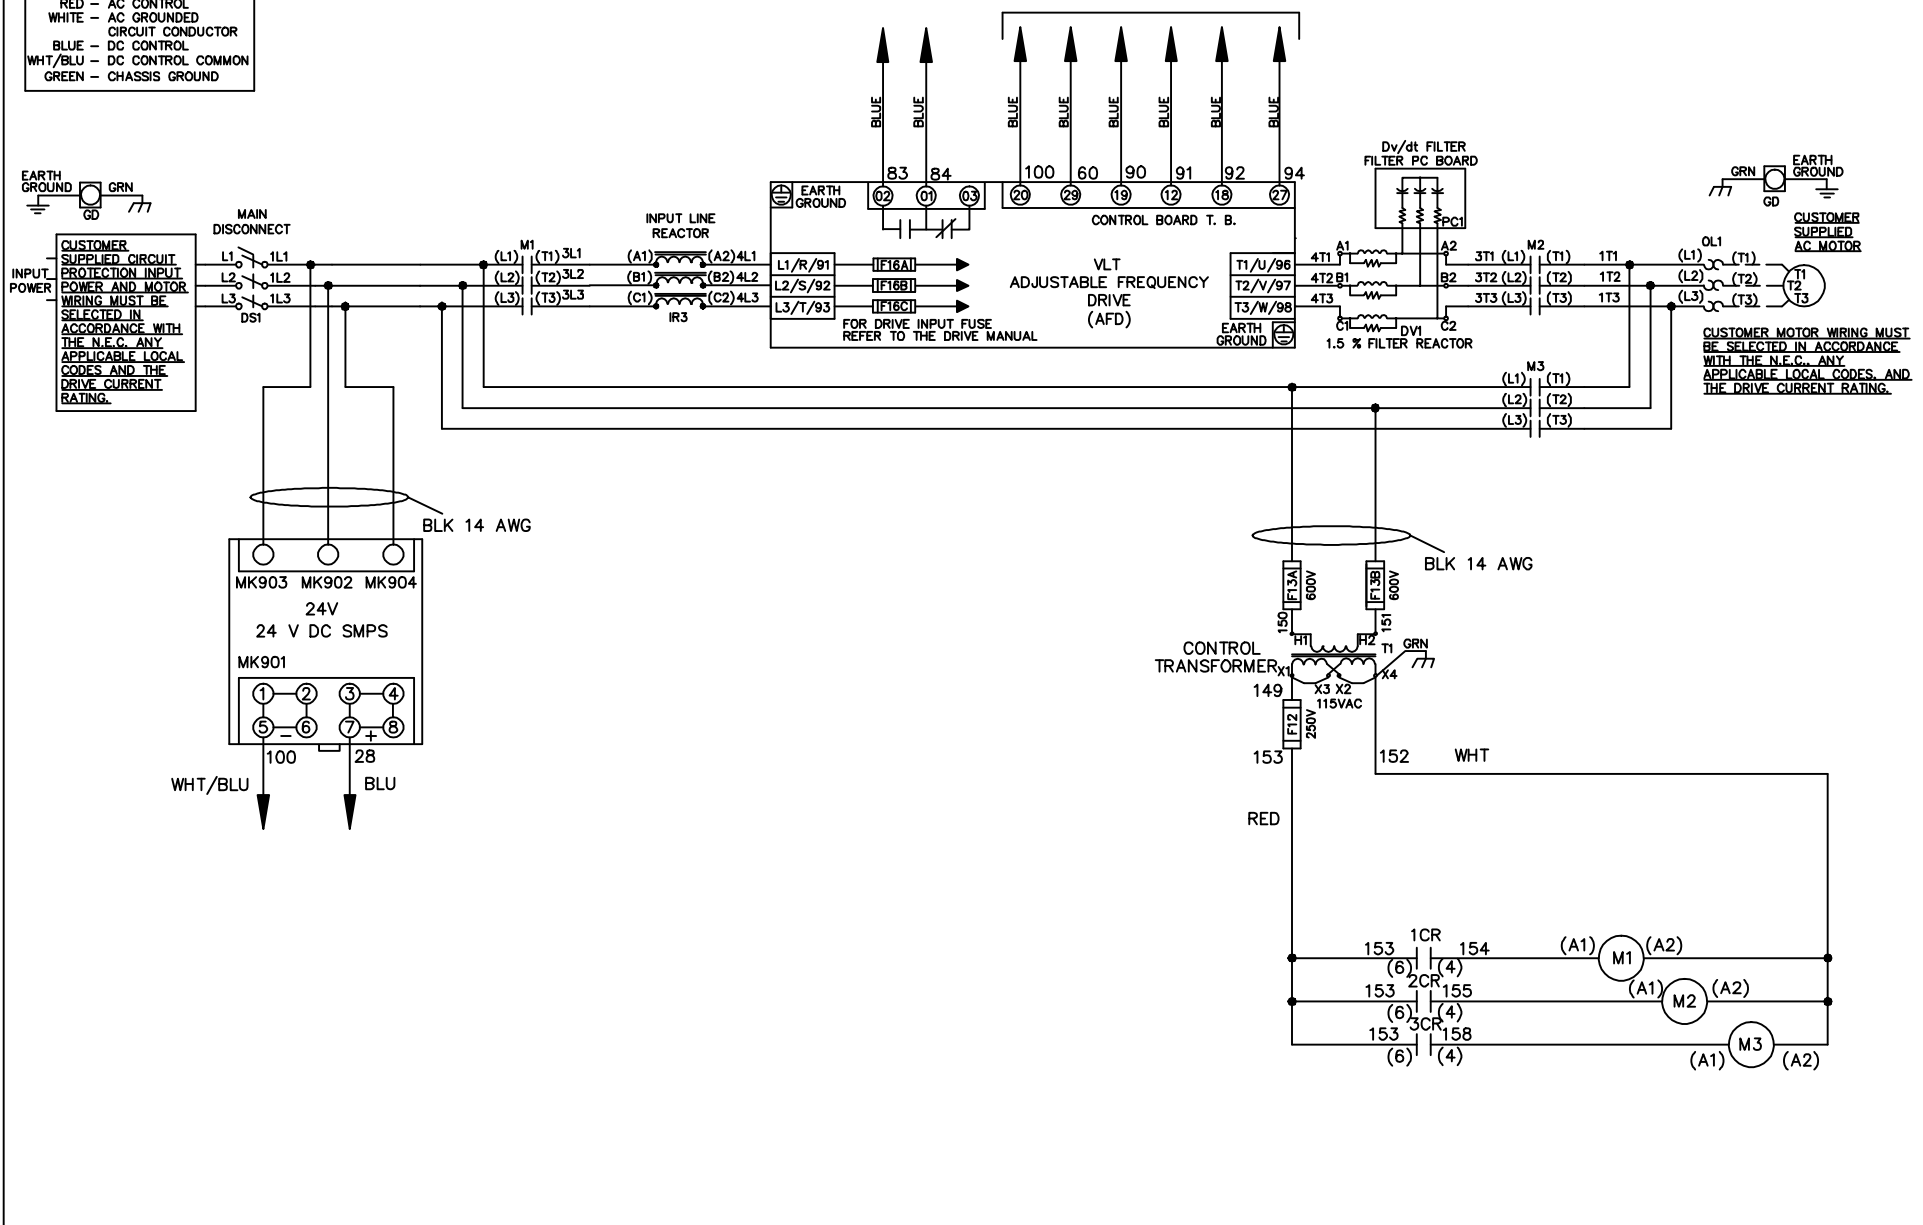 RED – AC CONTROL
WHITE – AC GROUNDED
CIRCUIT CONDUCTOR
BLUE – DC CONTROL
WHT/BLU – DC CONTROL COMMON
GREEN – CHASSIS GROUND
EARTH
GROUND
GRN
GD
INPUT
POWER
CUSTOMER
SUPPLIED CIRCUIT
PROTECTION INPUT
POWER AND MOTOR
WIRING MUST BE
SELECTED IN
ACCORDANCE WITH
THE N.E.C. ANY
APPLICABLE LOCAL
CODES AND THE
DRIVE CURRENT
RATING.
MAIN
DISCONNECT
L1 1L1
L2 1L2
L3 1L3
DS1
M1
(L1) (T1) 3L1
(L2) (T2) 3L2
(L3) (T3) 3L3
INPUT LINE
REACTOR
(A1) (A2) 4L1
(B1) (B2) 4L2
(C1) (C2) 4L3
IR3
BLUE BLUE BLUE BLUE BLUE BLUE BLUE BLUE
83 84 100 60 90 91 92 94
EARTH
GROUND
02 01 03 20 29 19 12 18 27
CONTROL BOARD T. B.
L1/R/91 F16A
L2/S/92 F16B
L3/T/93 F16C
FOR DRIVE INPUT FUSE
REFER TO THE DRIVE MANUAL
VLT
ADJUSTABLE FREQUENCY
DRIVE
(AFD)
T1/U/96
T2/V/97
T3/W/98
EARTH
GROUND
Dv/dt FILTER
FILTER PC BOARD
PC1
4T1 A1 A2
4T2 B1 B2
4T3 C1 C2
DV1
1.5 % FILTER REACTOR
M2
3T1 (L1) (T1) 1T1
3T2 (L2) (T2) 1T2
3T3 (L3) (T3) 1T3
OL1
(L1) (T1)
(L2) (T2)
(L3) (T3)
T1
T2
T3
GRN
GD
EARTH
GROUND
CUSTOMER
SUPPLIED
AC MOTOR
CUSTOMER MOTOR WIRING MUST
BE SELECTED IN ACCORDANCE
WITH THE N.E.C., ANY
APPLICABLE LOCAL CODES, AND
THE DRIVE CURRENT RATING.
M3
(L1) (T1)
(L2) (T2)
(L3) (T3)
BLK 14 AWG
MK903 MK902 MK904
24V
24 V DC SMPS
MK901
1 2 3 4
5 6 7 8
– +
100 28
WHT/BLU BLU
BLK 14 AWG
F13A 600V F13B 600V
150 151
H1 H2
T1
GRN
CONTROL
TRANSFORMER
X1 X3 X2 X4
115VAC
149
F12 250V
153 152 WHT
RED
1CR
153 154 (A1) M1 (A2)
(6) (4)
2CR
153 155 (A1) M2 (A2)
(6) (4)
3CR
153 158 M3
(6) (4) (A1) (A2)